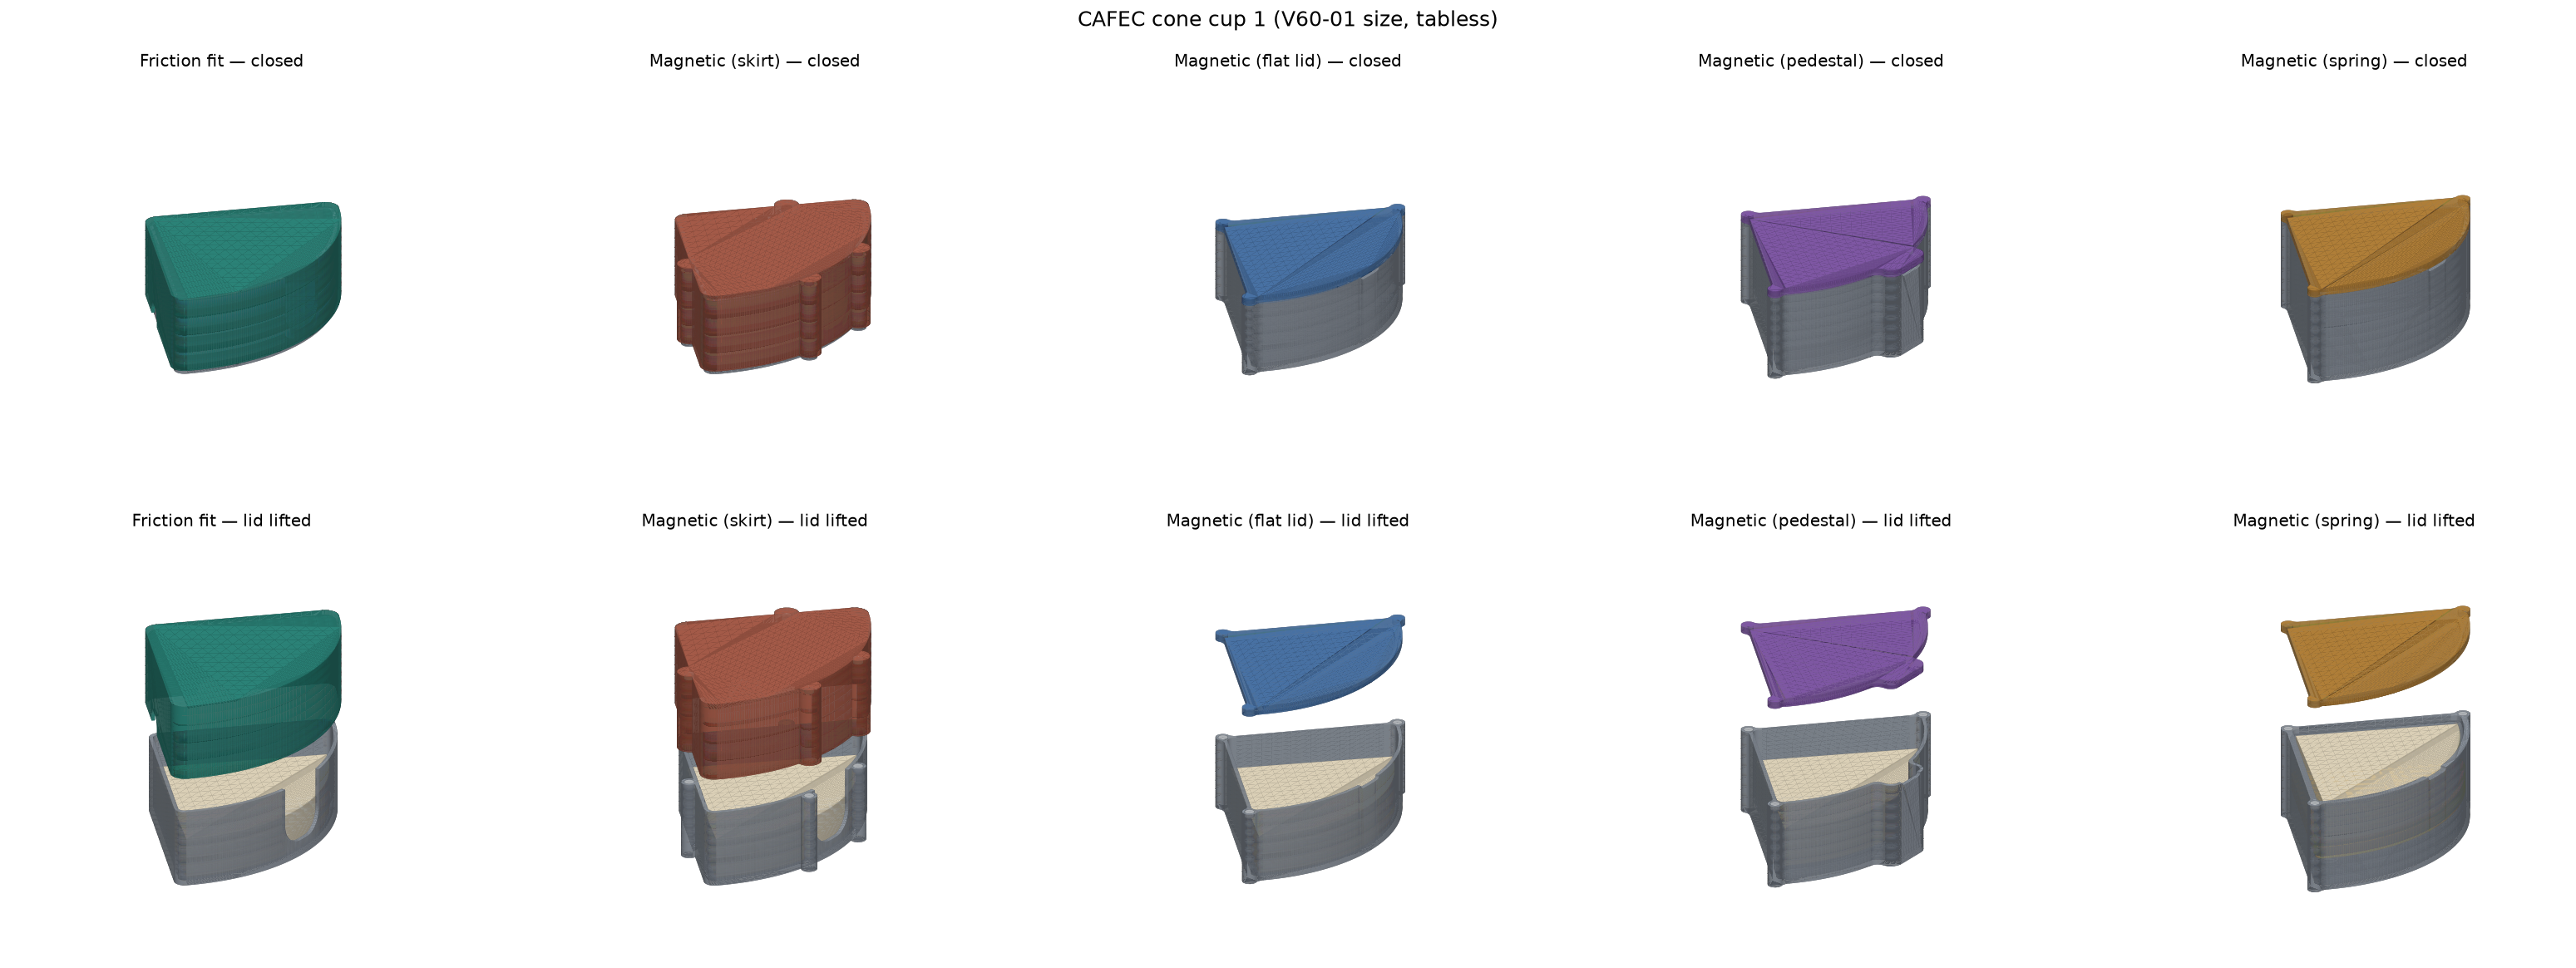 CAFEC cone cup 1 (V60-01 size, tabless)
Friction fit — closed
Magnetic (skirt) — closed
Magnetic (flat lid) — closed
Magnetic (pedestal) — closed
Magnetic (spring) — closed
Friction fit — lid lifted
Magnetic (skirt) — lid lifted
Magnetic (flat lid) — lid lifted
Magnetic (pedestal) — lid lifted
Magnetic (spring) — lid lifted